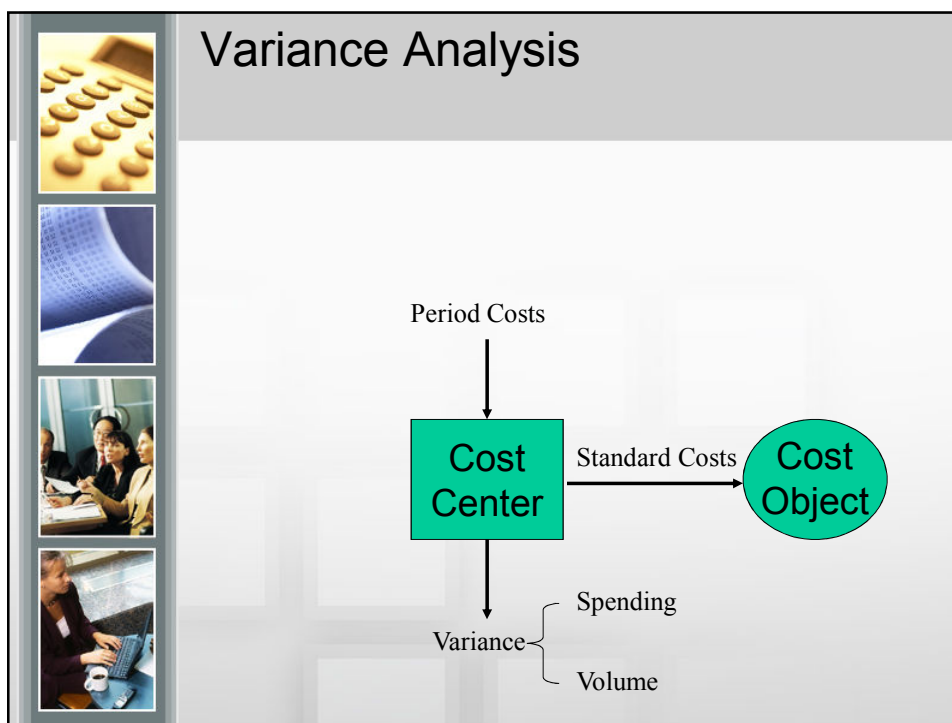 Variance Analysis
Period Costs
Cost
Center
Standard Costs
Cost
Object
Variance
Spending
Volume